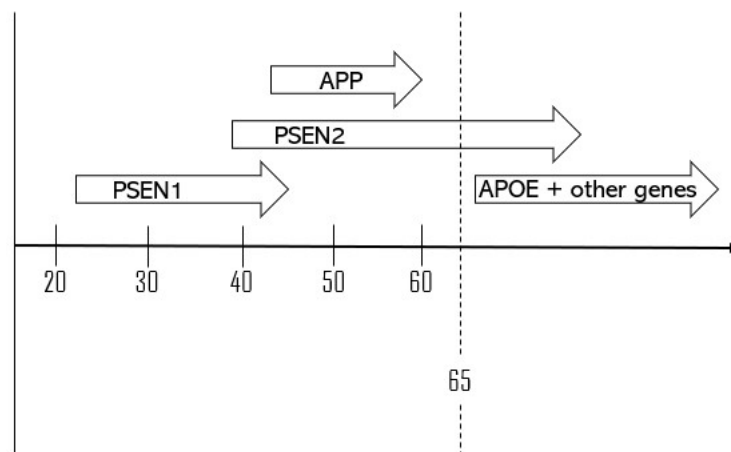 APP
PSEN2
PSEN1
APOE + other genes
20 30 40 50 60
65